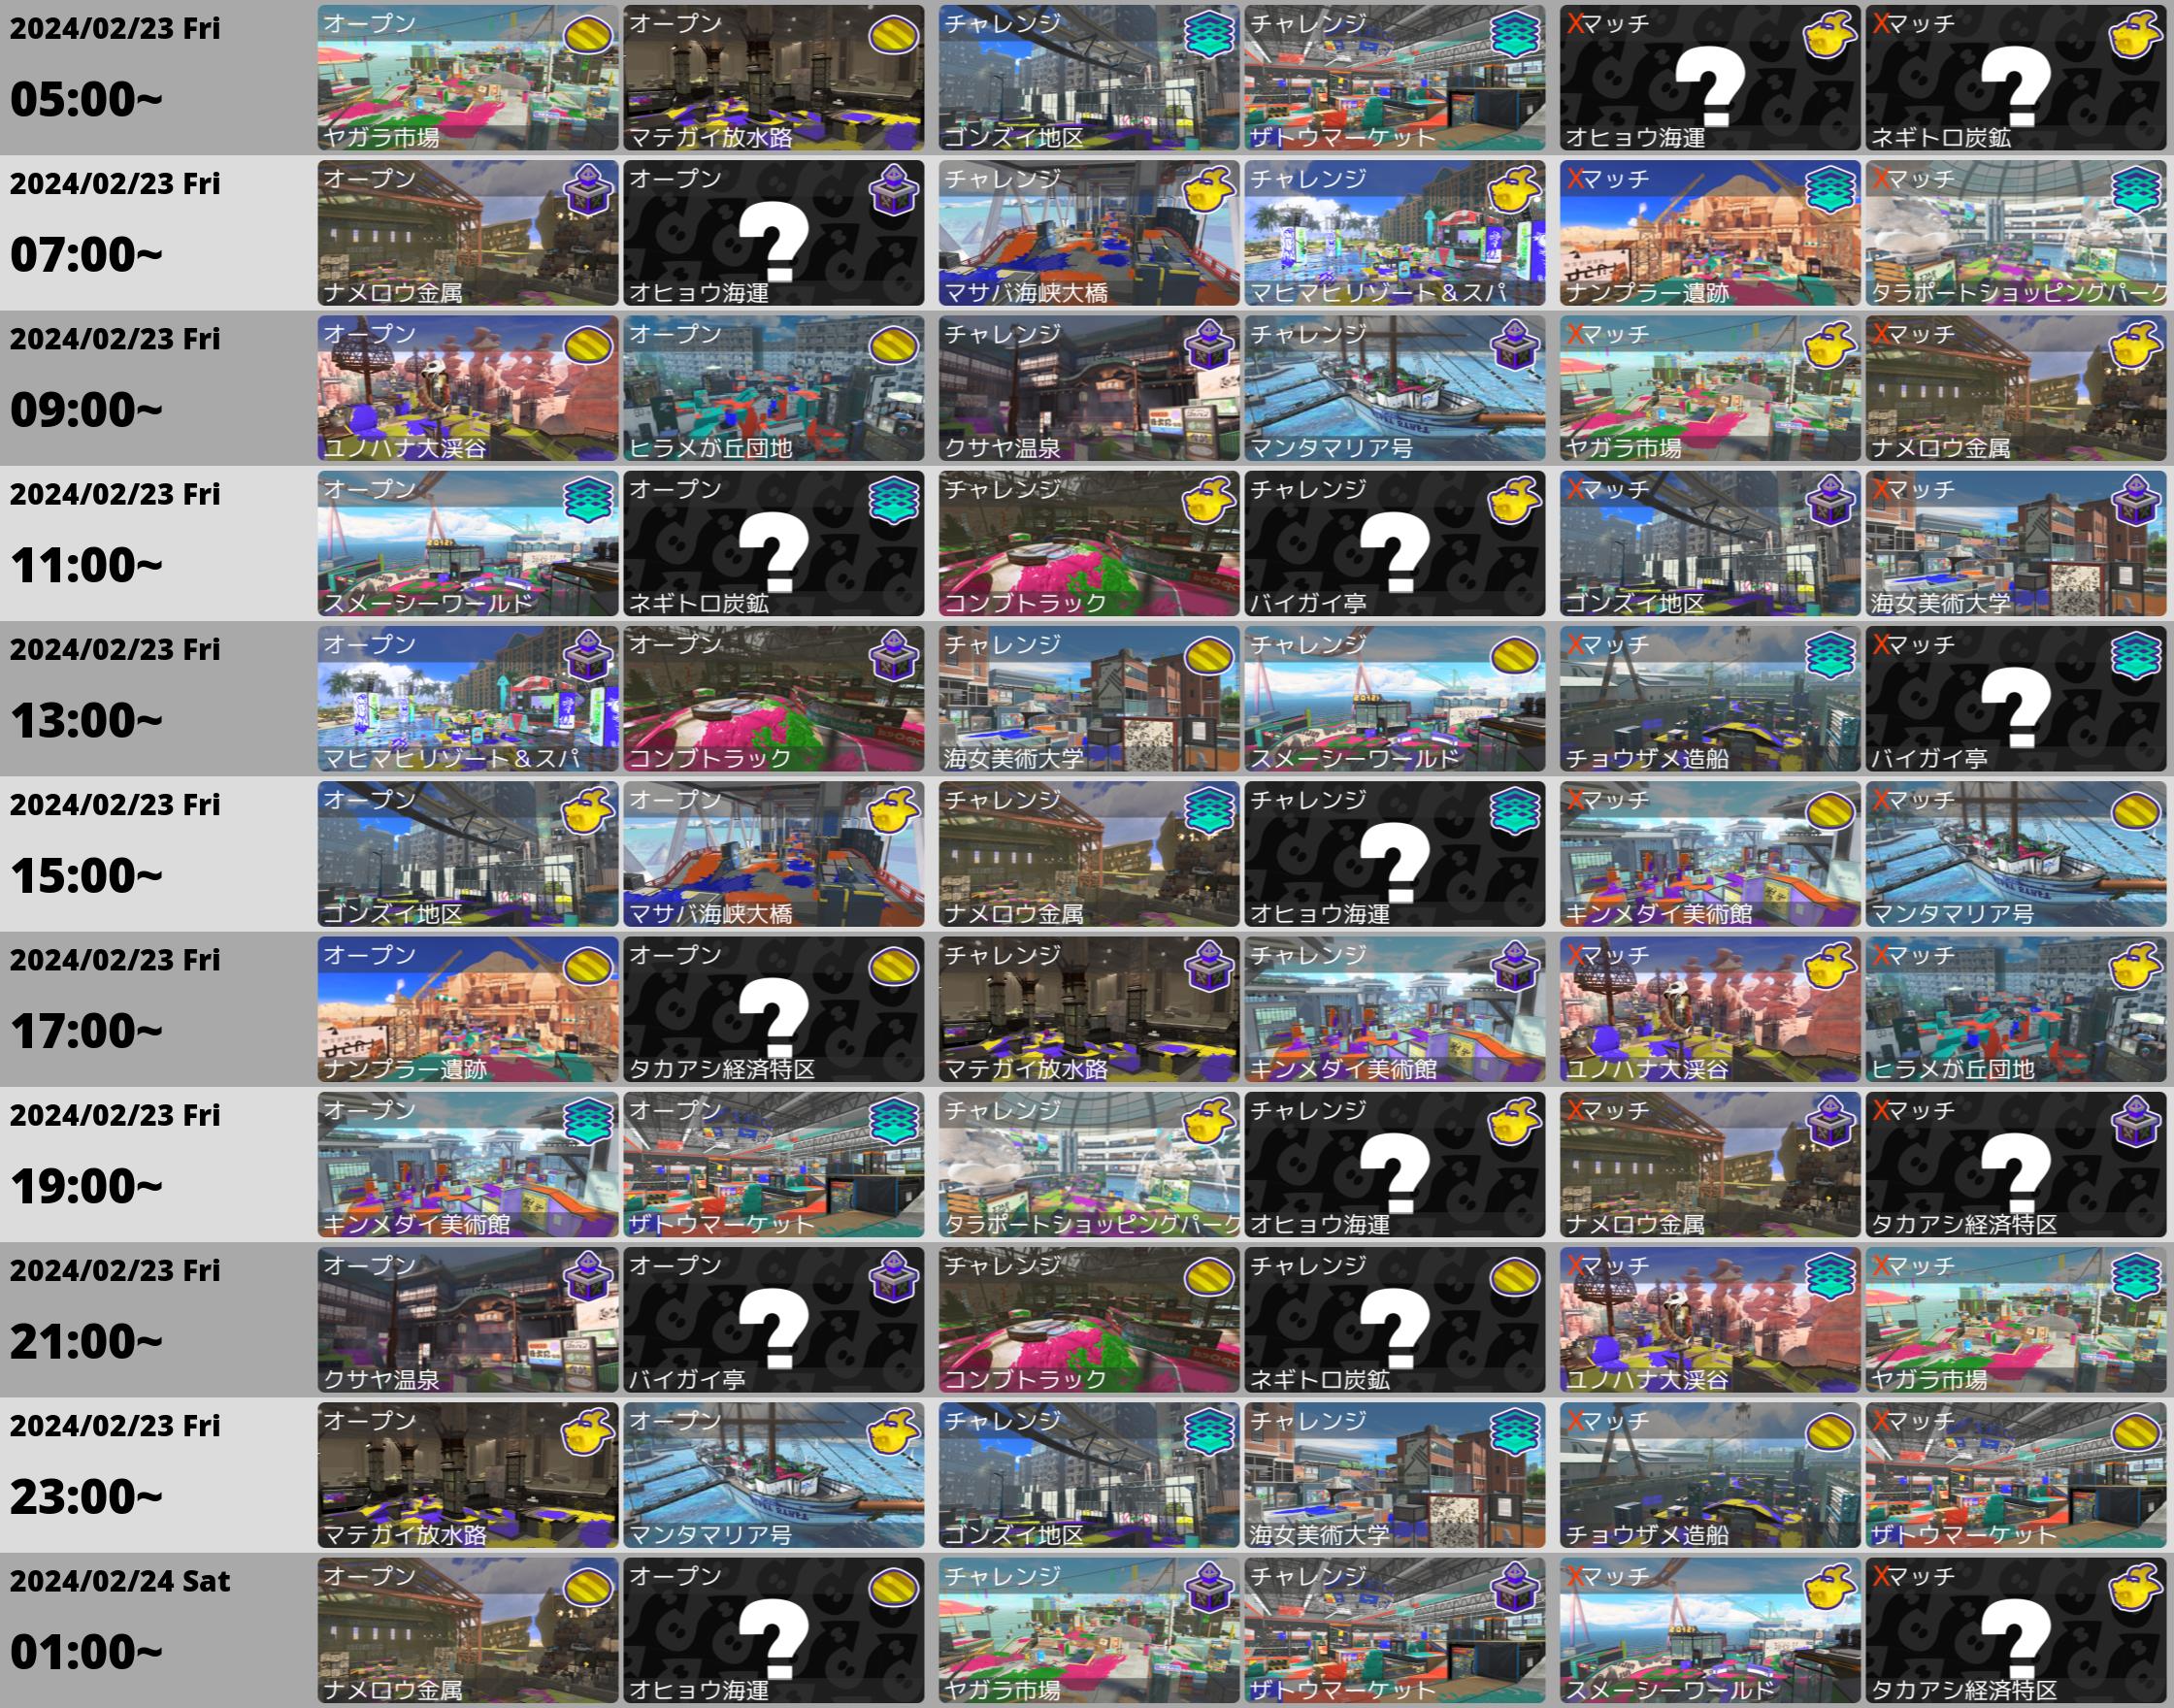 2024/02/23 Fri
05:00~
オープン
ヤガラ市場
オープン
マテガイ放水路
チャレンジ
ゴンズイ地区
チャレンジ
ザトウマーケット
Xマッチ
オヒョウ海運
Xマッチ
ネギトロ炭鉱
2024/02/23 Fri
07:00~
オープン
ナメロウ金属
オープン
オヒョウ海運
チャレンジ
マサバ海峡大橋
チャレンジ
マヒマヒリゾート&スパ
Xマッチ
ナンプラー遺跡
Xマッチ
タラポートショッピングパーク
2024/02/23 Fri
09:00~
オープン
ユノハナ大渓谷
オープン
ヒラメが丘団地
チャレンジ
クサヤ温泉
チャレンジ
マンタマリア号
Xマッチ
ヤガラ市場
Xマッチ
ナメロウ金属
2024/02/23 Fri
11:00~
オープン
スメーシーワールド
オープン
ネギトロ炭鉱
チャレンジ
コンブトラック
チャレンジ
バイガイ亭
Xマッチ
ゴンズイ地区
Xマッチ
海女美術大学
2024/02/23 Fri
13:00~
オープン
マヒマヒリゾート&スパ
オープン
コンブトラック
チャレンジ
海女美術大学
チャレンジ
スメーシーワールド
Xマッチ
チョウザメ造船
Xマッチ
バイガイ亭
2024/02/23 Fri
15:00~
オープン
ゴンズイ地区
オープン
マサバ海峡大橋
チャレンジ
ナメロウ金属
チャレンジ
オヒョウ海運
Xマッチ
キンメダイ美術館
Xマッチ
マンタマリア号
2024/02/23 Fri
17:00~
オープン
ナンプラー遺跡
オープン
タカアシ経済特区
チャレンジ
マテガイ放水路
チャレンジ
キンメダイ美術館
Xマッチ
ユノハナ大渓谷
Xマッチ
ヒラメが丘団地
2024/02/23 Fri
19:00~
オープン
キンメダイ美術館
オープン
ザトウマーケット
チャレンジ
タラポートショッピングパーク
チャレンジ
オヒョウ海運
Xマッチ
ナメロウ金属
Xマッチ
タカアシ経済特区
2024/02/23 Fri
21:00~
オープン
クサヤ温泉
オープン
バイガイ亭
チャレンジ
コンブトラック
チャレンジ
ネギトロ炭鉱
Xマッチ
ユノハナ大渓谷
Xマッチ
ヤガラ市場
2024/02/23 Fri
23:00~
オープン
マテガイ放水路
オープン
マンタマリア号
チャレンジ
ゴンズイ地区
チャレンジ
海女美術大学
Xマッチ
チョウザメ造船
Xマッチ
ザトウマーケット
2024/02/24 Sat
01:00~
オープン
ナメロウ金属
オープン
オヒョウ海運
チャレンジ
ヤガラ市場
チャレンジ
ザトウマーケット
Xマッチ
スメーシーワールド
Xマッチ
タカアシ経済特区